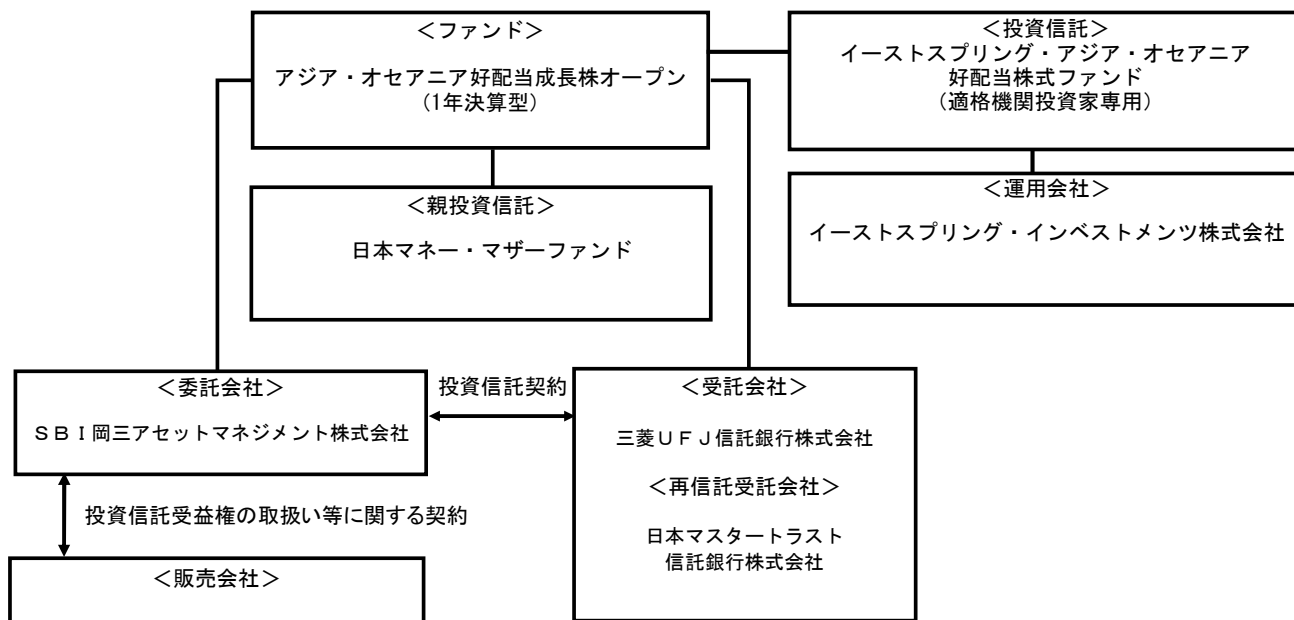 ＜ファンド＞
アジア・オセアニア好配当成長株オープン
（1年決算型）
＜投資信託＞
イーストスプリング・アジア・オセアニア
好配当株式ファンド
（適格機関投資家専用）
＜親投資信託＞
日本マネー・マザーファンド
＜運用会社＞
イーストスプリング・インベストメンツ株式会社
＜委託会社＞
ＳＢＩ岡三アセットマネジメント株式会社
投資信託契約
＜受託会社＞
三菱ＵＦＪ信託銀行株式会社
＜再信託受託会社＞
日本マスタートラスト
信託銀行株式会社
投資信託受益権の取扱い等に関する契約
＜販売会社＞